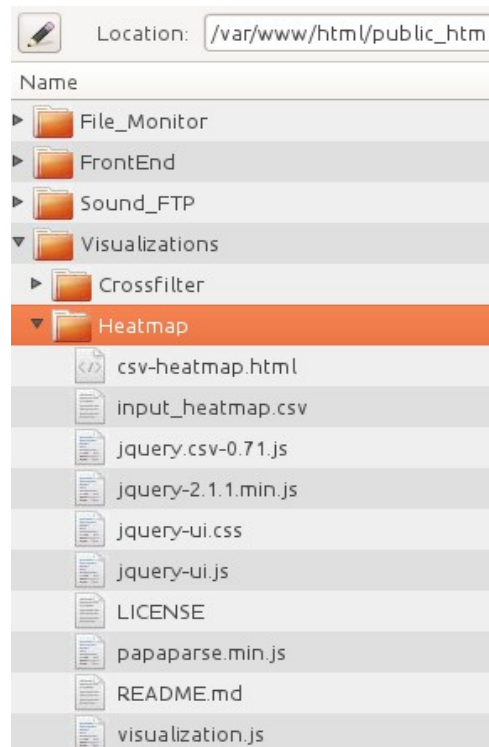 Location: /var/www/html/public_htm
Name
File_Monitor
FrontEnd
Sound_FTP
Visualizations
Crossfilter
Heatmap
csv-heatmap.html
input_heatmap.csv
jquery.csv-0.71.js
jquery-2.1.1.min.js
jquery-ui.css
jquery-ui.js
LICENSE
papaparse.min.js
README.md
visualization.js